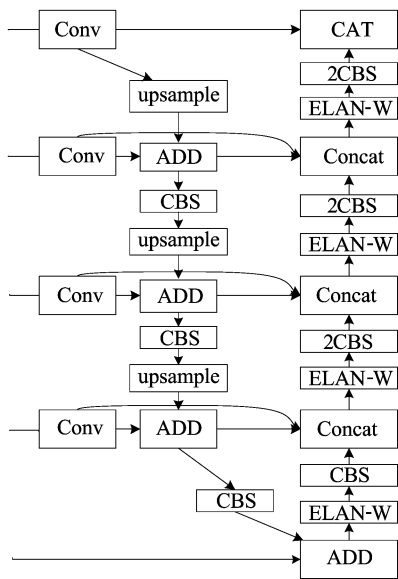 Conv
CAT
2CBS
upsample
ELAN-W
Conv
ADD
Concat
CBS
2CBS
upsample
ELAN-W
Conv
ADD
Concat
CBS
2CBS
upsample
ELAN-W
Conv
ADD
Concat
CBS
CBS
ELAN-W
ADD